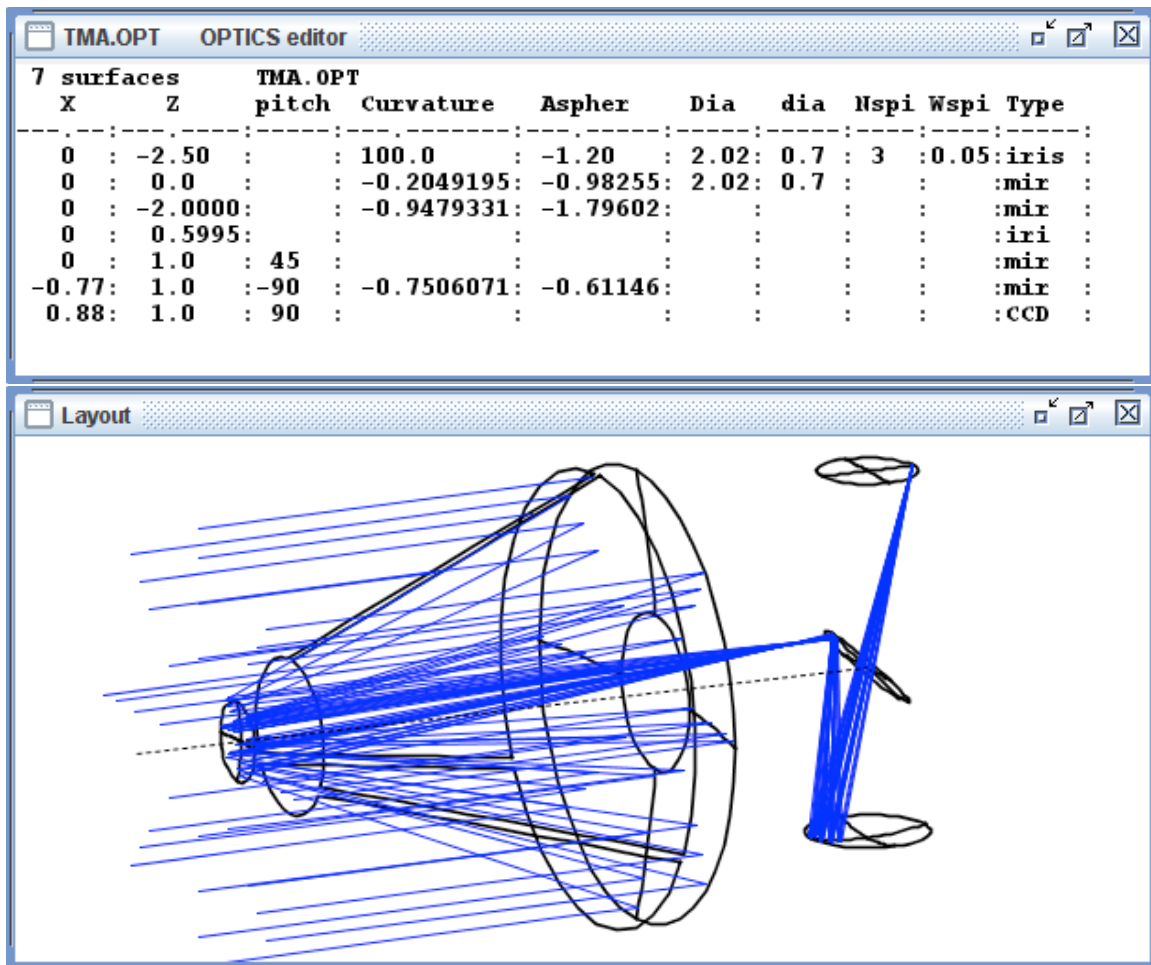 TMA.OPT OPTICS editor
7 surfaces TMA.OPT
X Z pitch Curvature Aspher Dia dia Nspi Wspi Type
---.--:---.----:-----:---.-------:---.-----:-----:-----:----:----:-----:
0 : -2.50 : : 100.0 : -1.20 : 2.02: 0.7 : 3 :0.05:iris :
0 : 0.0 : : -0.2049195: -0.98255: 2.02: 0.7 : : :mir :
0 : -2.0000: : -0.9479331: -1.79602: : : : :mir :
0 : 0.5995: : : : : : : :iri :
0 : 1.0 : 45 : : : : : : :mir :
-0.77: 1.0 :-90 : -0.7506071: -0.61146: : : : :mir :
0.88: 1.0 : 90 : : : : : : :CCD :
Layout